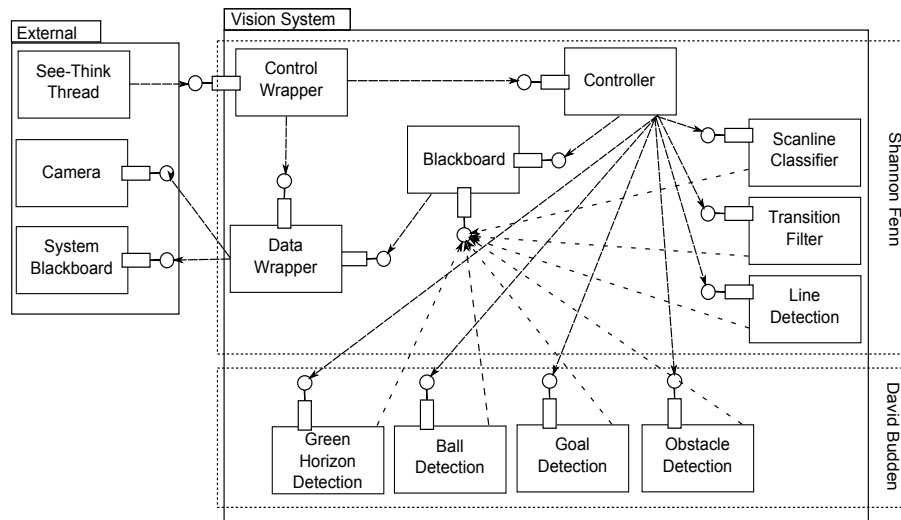 External
Vision System
See-Think
Thread
Control
Wrapper
Controller
Camera
Blackboard
Scanline
Classifier
System
Blackboard
Data
Wrapper
Transition
Filter
Line
Detection
Shannon Fenn
Green
Horizon
Detection
Ball
Detection
Goal
Detection
Obstacle
Detection
David Budden